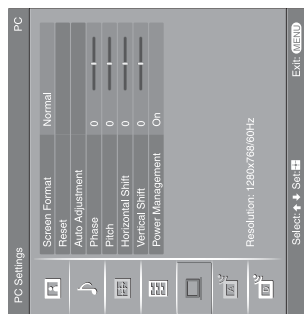 PC Settings PC
Screen Format Normal
Reset
Auto Adjustment
Phase 0
Pitch 0
Horizontal Shift 0
Vertical Shift 0
Power Management On
Resolution: 1280x768/60Hz
Select: Set: Exit: MENU